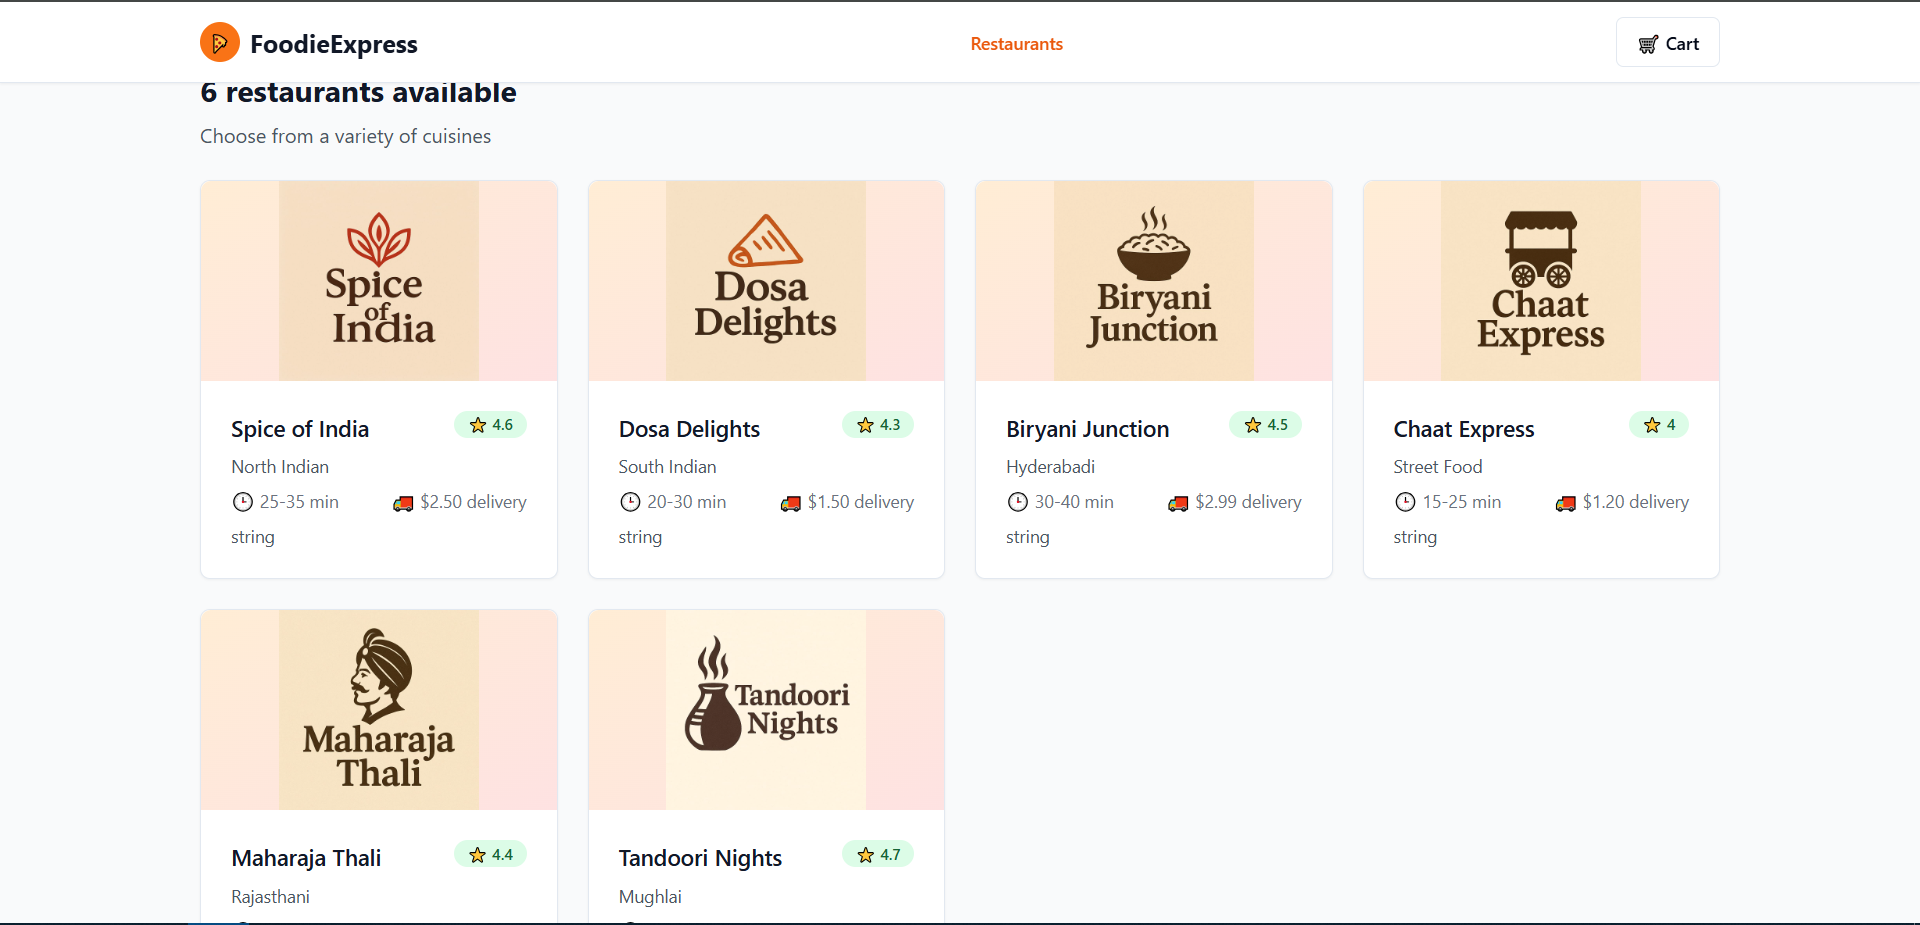 FoodieExpress
Restaurants
Cart
6 restaurants available
Choose from a variety of cuisines
Spice
of
India
Dosa
Delights
Biryani
Junction
Chaat
Express
Spice of India
4.6
North Indian
25-35 min
$2.50 delivery
string
Dosa Delights
4.3
South Indian
20-30 min
$1.50 delivery
string
Biryani Junction
4.5
Hyderabadi
30-40 min
$2.99 delivery
string
Chaat Express
4
Street Food
15-25 min
$1.20 delivery
string
Maharaja
Thali
Tandoori
Nights
Maharaja Thali
4.4
Rajasthani
Tandoori Nights
4.7
Mughlai